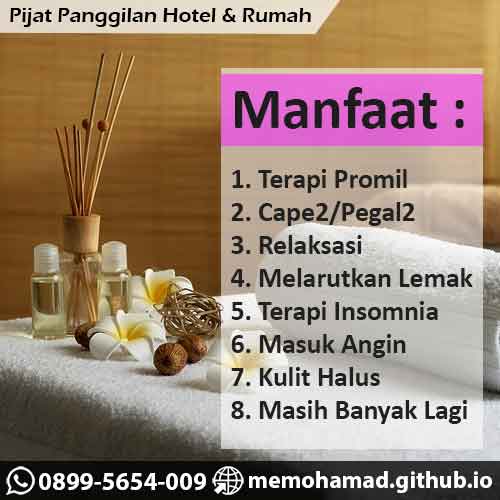 Pijat Panggilan Hotel & Rumah
Manfaat :
1. Terapi Promil
2. Cape2/Pegal2
3. Relaksasi
4. Melarutkan Lemak
5. Terapi Insomnia
6. Masuk Angin
7. Kulit Halus
8. Masih Banyak Lagi
0899-5654-009 memohamad.github.io